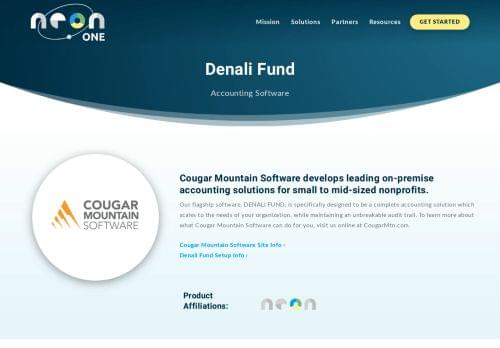 neon
ONE
Mission
Solutions
Partners
Resources
GET STARTED
Denali Fund
Accounting Software
COUGAR
MOUNTAIN
SOFTWARE
Cougar Mountain Software develops leading on-premise
accounting solutions for small to mid-sized nonprofits.
Our flagship software, DENALI FUND, is specifically designed to be a complete accounting solution which
scales to the needs of your organization, while maintaining an unbreakable audit trail. To learn more about
what Cougar Mountain Software can do for you, visit us online at CougarMtn.com.
Cougar Mountain Software Site Info ›
Denali Fund Setup Info ›
Product
Affiliations:
neon